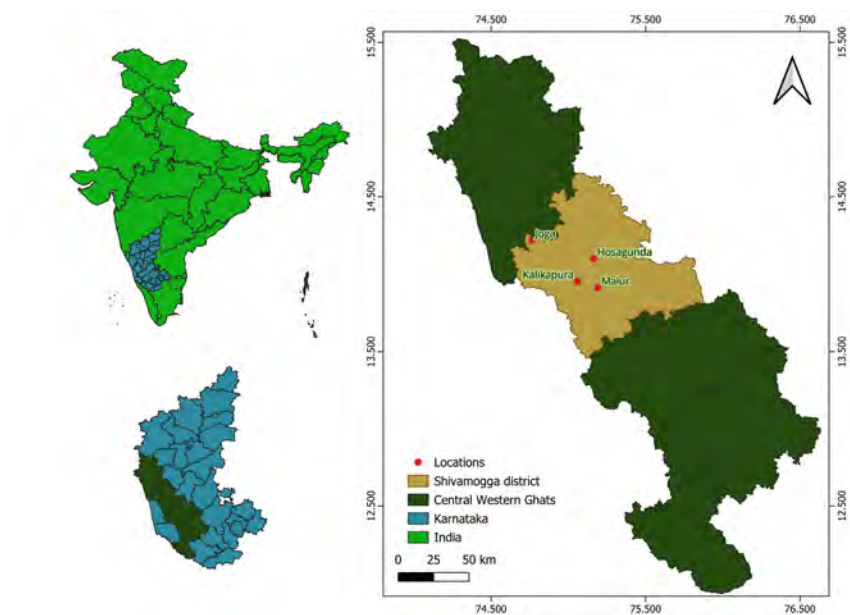 74.500 75.500 76.500
15.500
15.500
14.500
14.500
Joga
Hosagunda
Kalikapura
Malur
13.500
13.500
Locations
Shivamogga district
Central Western Ghats
Karnataka
India
12.500
12.500
0 25 50 km
74.500 75.500 76.500